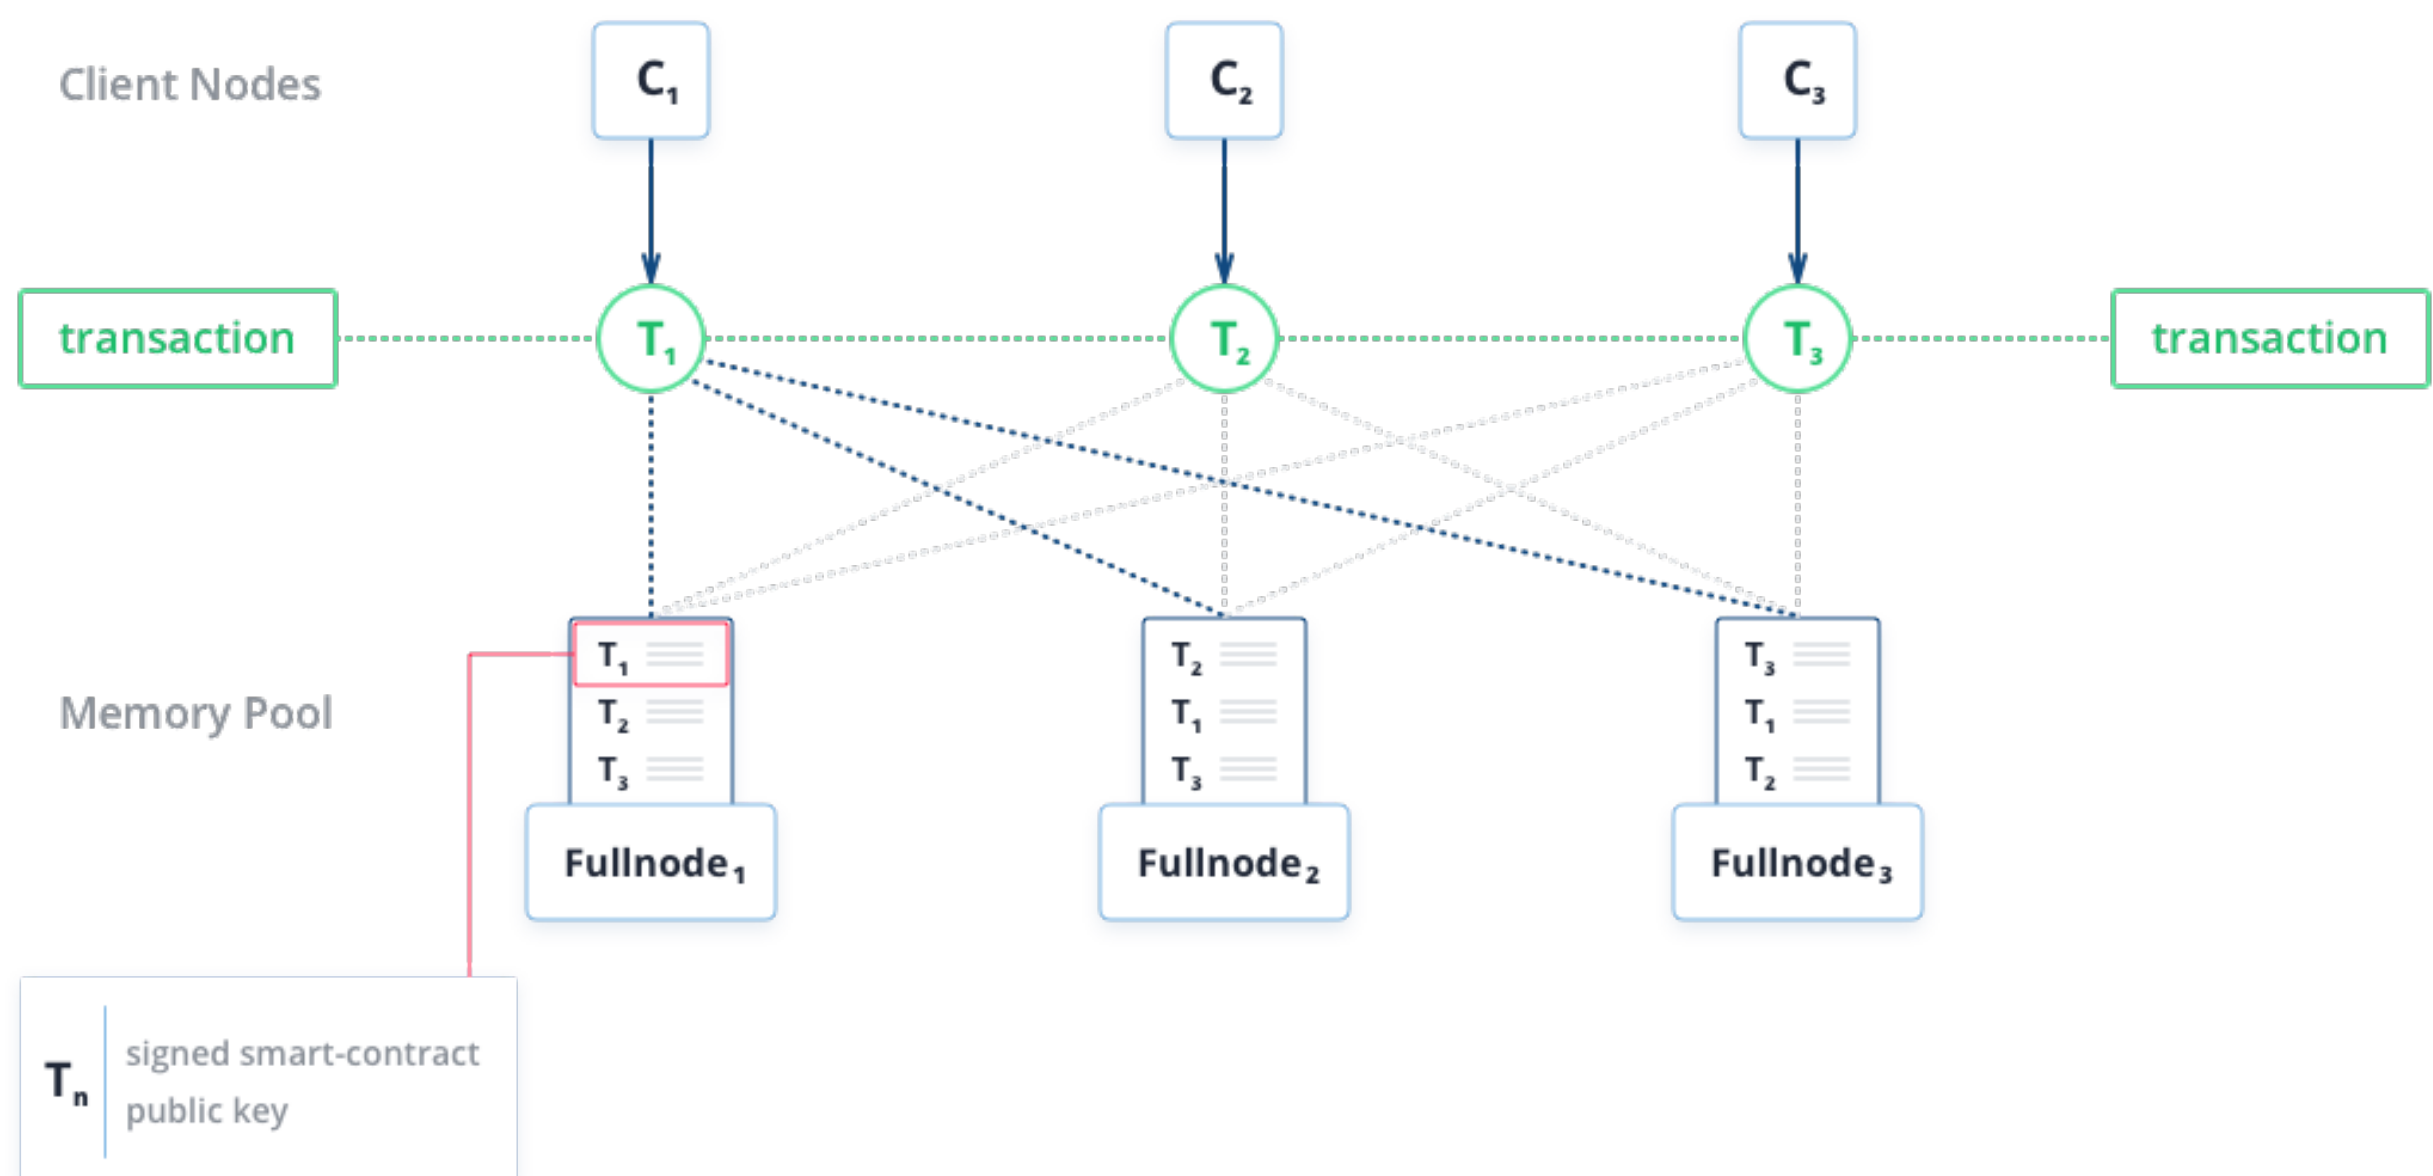 Client Nodes
C₁
C₂
C₃
transaction
T₁
T₂
T₃
transaction
Memory Pool
T₁
T₂
T₃
Fullnode₁
T₂
T₁
T₃
Fullnode₂
T₃
T₁
T₂
Fullnode₃
Tₙ
signed smart-contract
public key